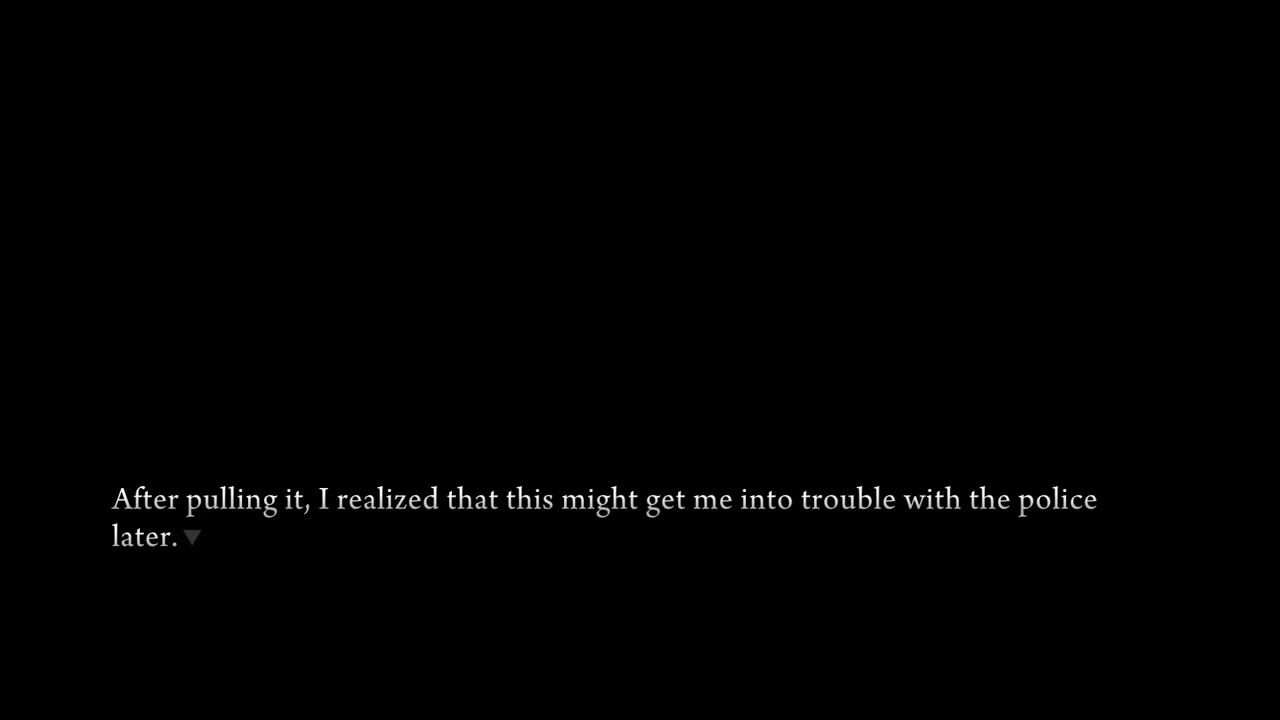 After pulling it, I realized that this might get me into trouble with the police
later.